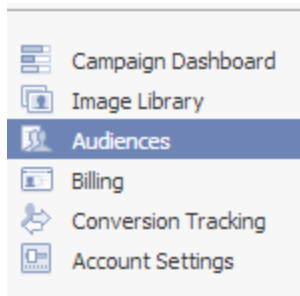 Campaign Dashboard
Image Library
Audiences
Billing
Conversion Tracking
Account Settings